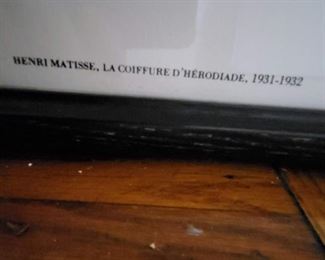 HENRI MATISSE, LA COIFFURE D'HÉRODIADE, 1931-1932